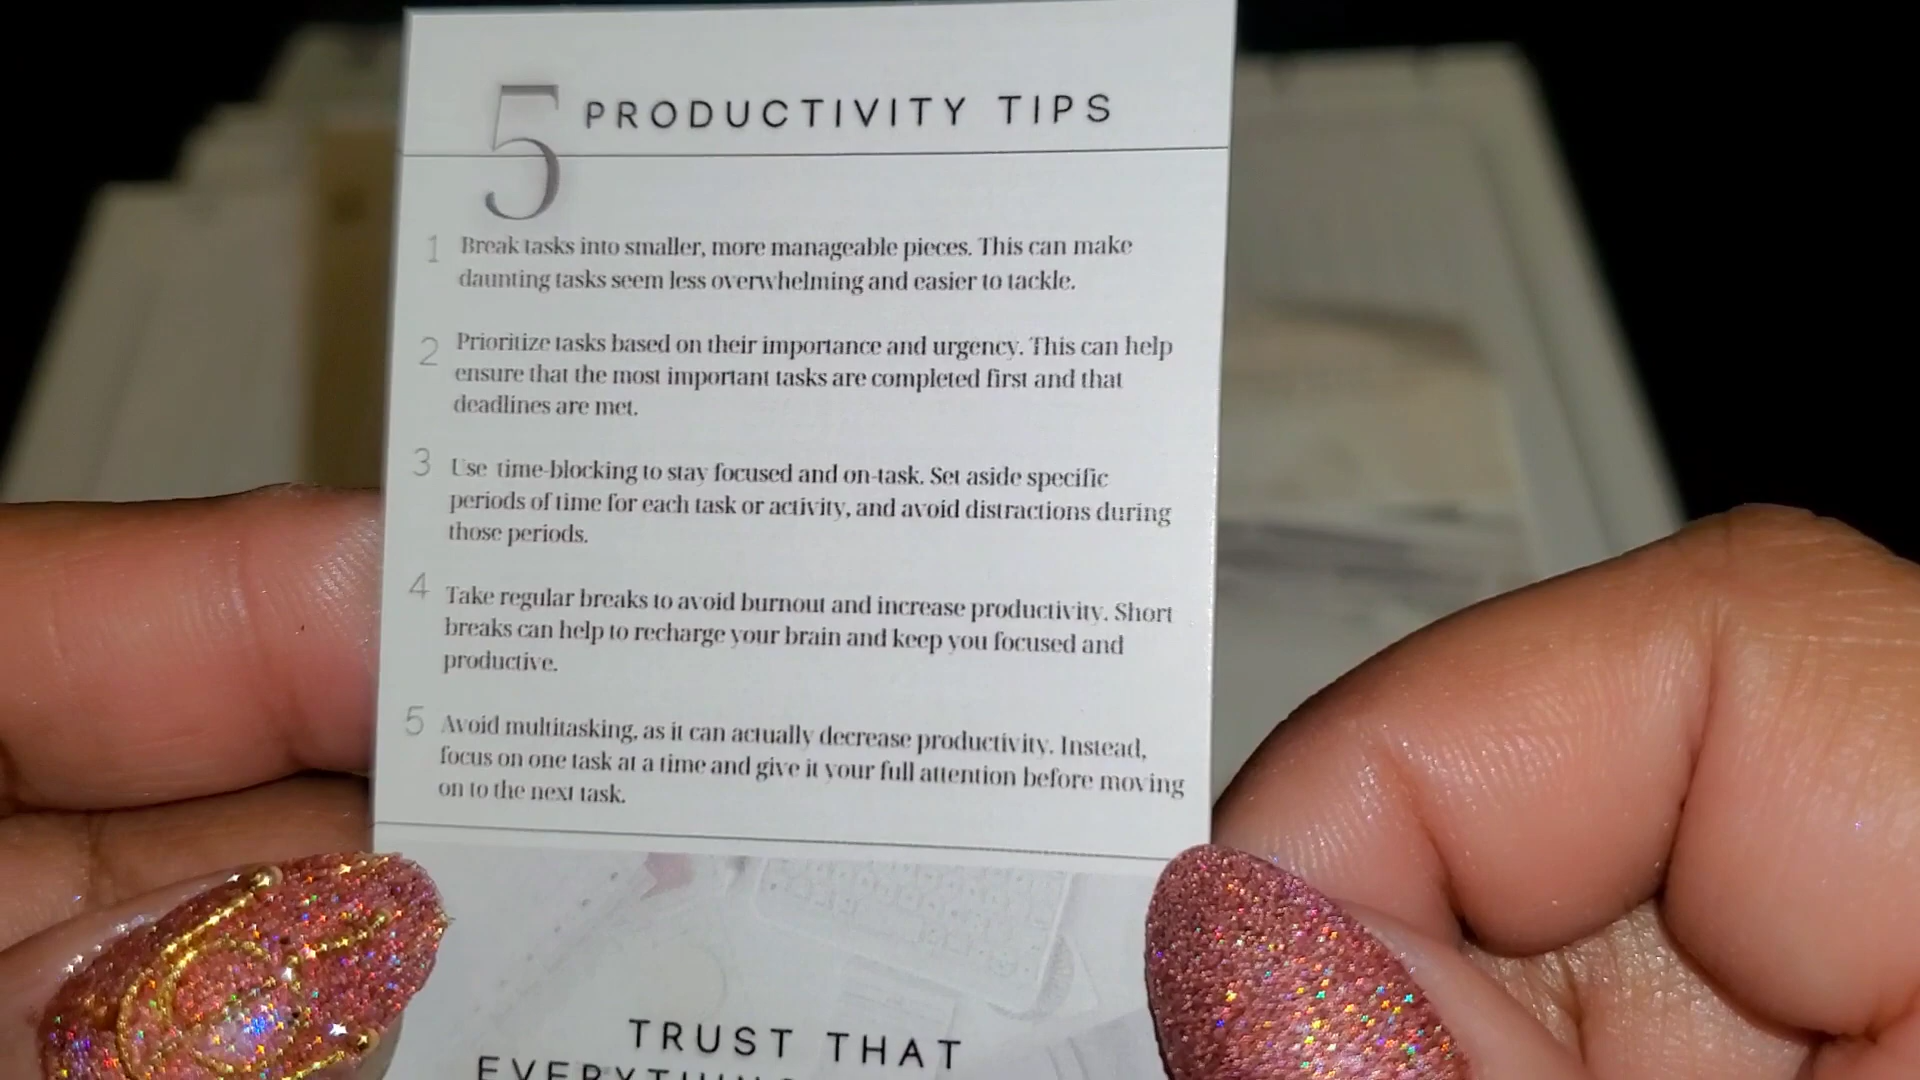 5 PRODUCTIVITY TIPS
1 Break tasks into smaller, more manageable pieces. This can make
daunting tasks seem less overwhelming and easier to tackle.
2 Prioritize tasks based on their importance and urgency. This can help
ensure that the most important tasks are completed first and that
deadlines are met.
3 Use time-blocking to stay focused and on-task. Set aside specific
periods of time for each task or activity, and avoid distractions during
those periods.
4 Take regular breaks to avoid burnout and increase productivity. Short
breaks can help to recharge your brain and keep you focused and
productive.
5 Avoid multitasking, as it can actually decrease productivity. Instead,
focus on one task at a time and give it your full attention before moving
on to the next task.
TRUST THAT